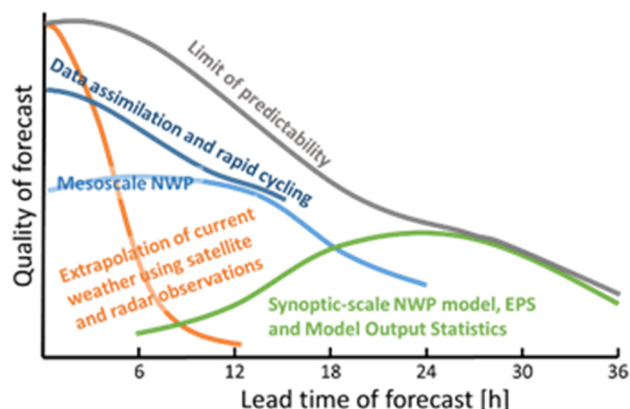 Quality of forecast
Limit of predictability
Data assimilation and rapid cycling
Mesoscale NWP
Extrapolation of current
weather using satellite
and radar observations
Synoptic-scale NWP model, EPS
and Model Output Statistics
6 12 18 24 30 36
Lead time of forecast [h]